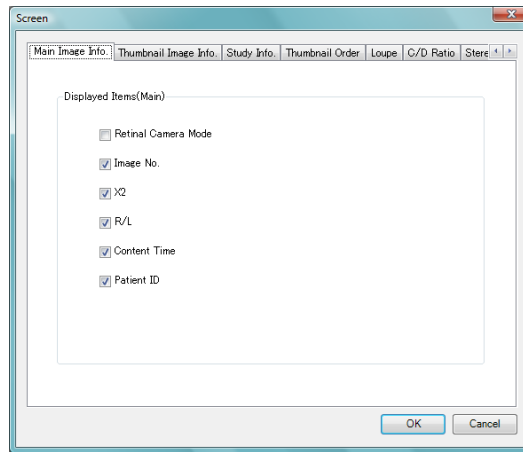 Screen
Main Image Info. Thumbnail Image Info. Study Info. Thumbnail Order Loupe C/D Ratio Stere
Displayed Items(Main)
Retinal Camera Mode
Image No.
X2
R/L
Content Time
Patient ID
OK Cancel